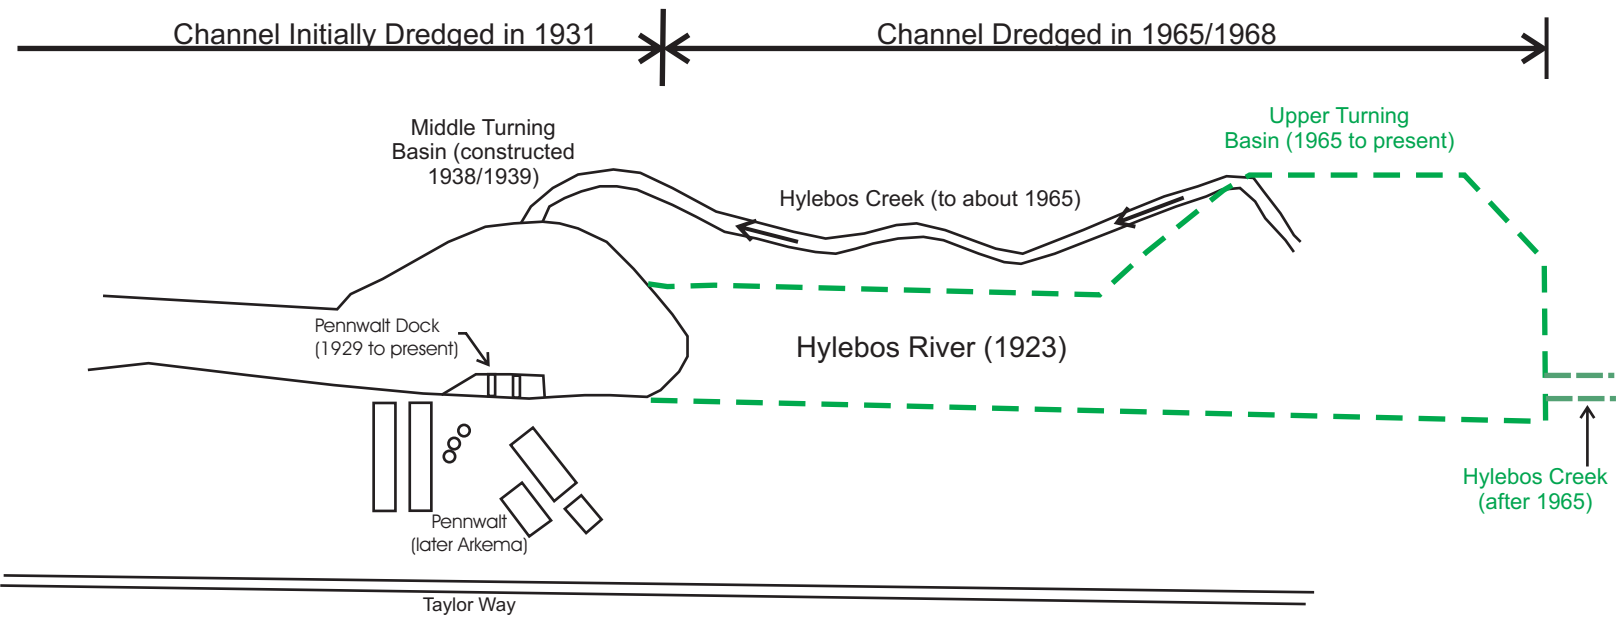 Channel Initially Dredged in 1931
Channel Dredged in 1965/1968
Middle Turning
Basin (constructed
1938/1939)
Upper Turning
Basin (1965 to present)
Hylebos Creek (to about 1965)
Pennwalt Dock
(1929 to present)
Hylebos River (1923)
Hylebos Creek
(after 1965)
Pennwalt
(later Arkema)
Taylor Way